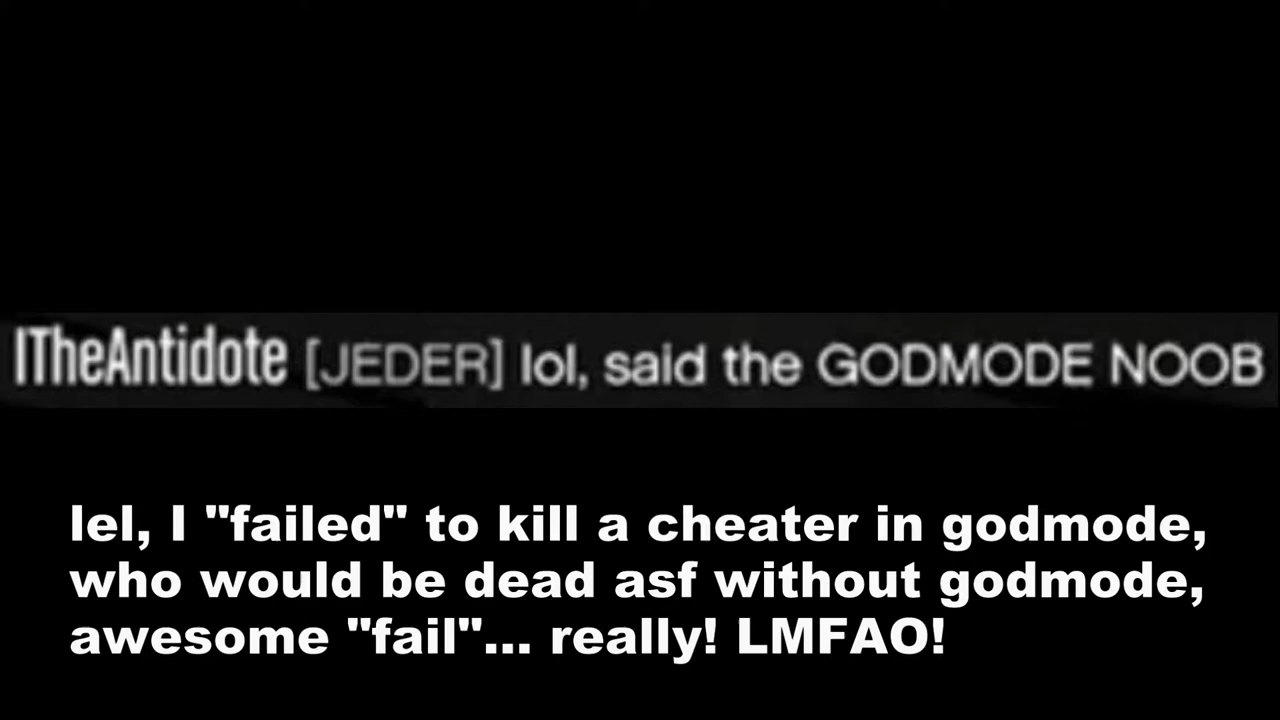 ITheAntidote [JEDER] lol, said the GODMODE NOOB
lel, I "failed" to kill a cheater in godmode,
who would be dead asf without godmode,
awesome "fail"... really! LMFAO!